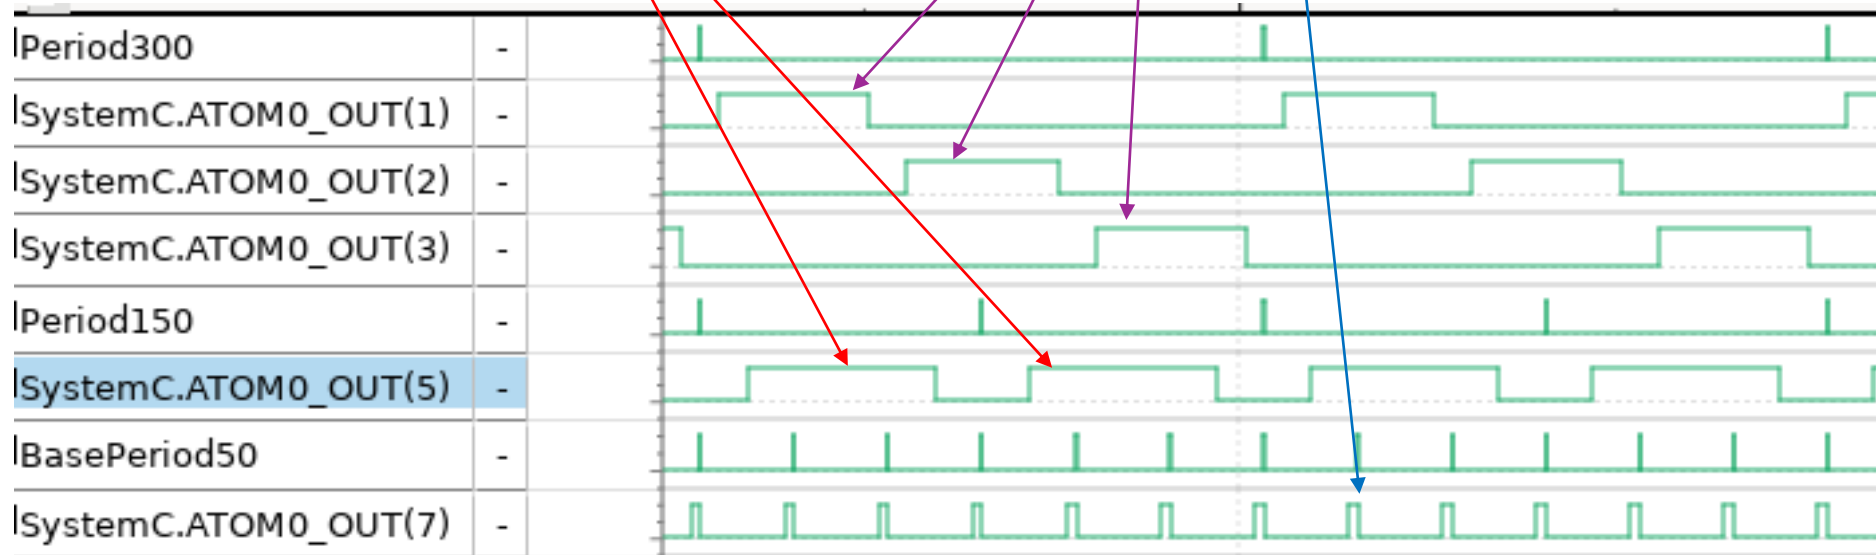 Period300 -
SystemC.ATOM0_OUT(1) -
SystemC.ATOM0_OUT(2) -
SystemC.ATOM0_OUT(3) -
Period150 -
SystemC.ATOM0_OUT(5) -
BasePeriod50 -
SystemC.ATOM0_OUT(7) -